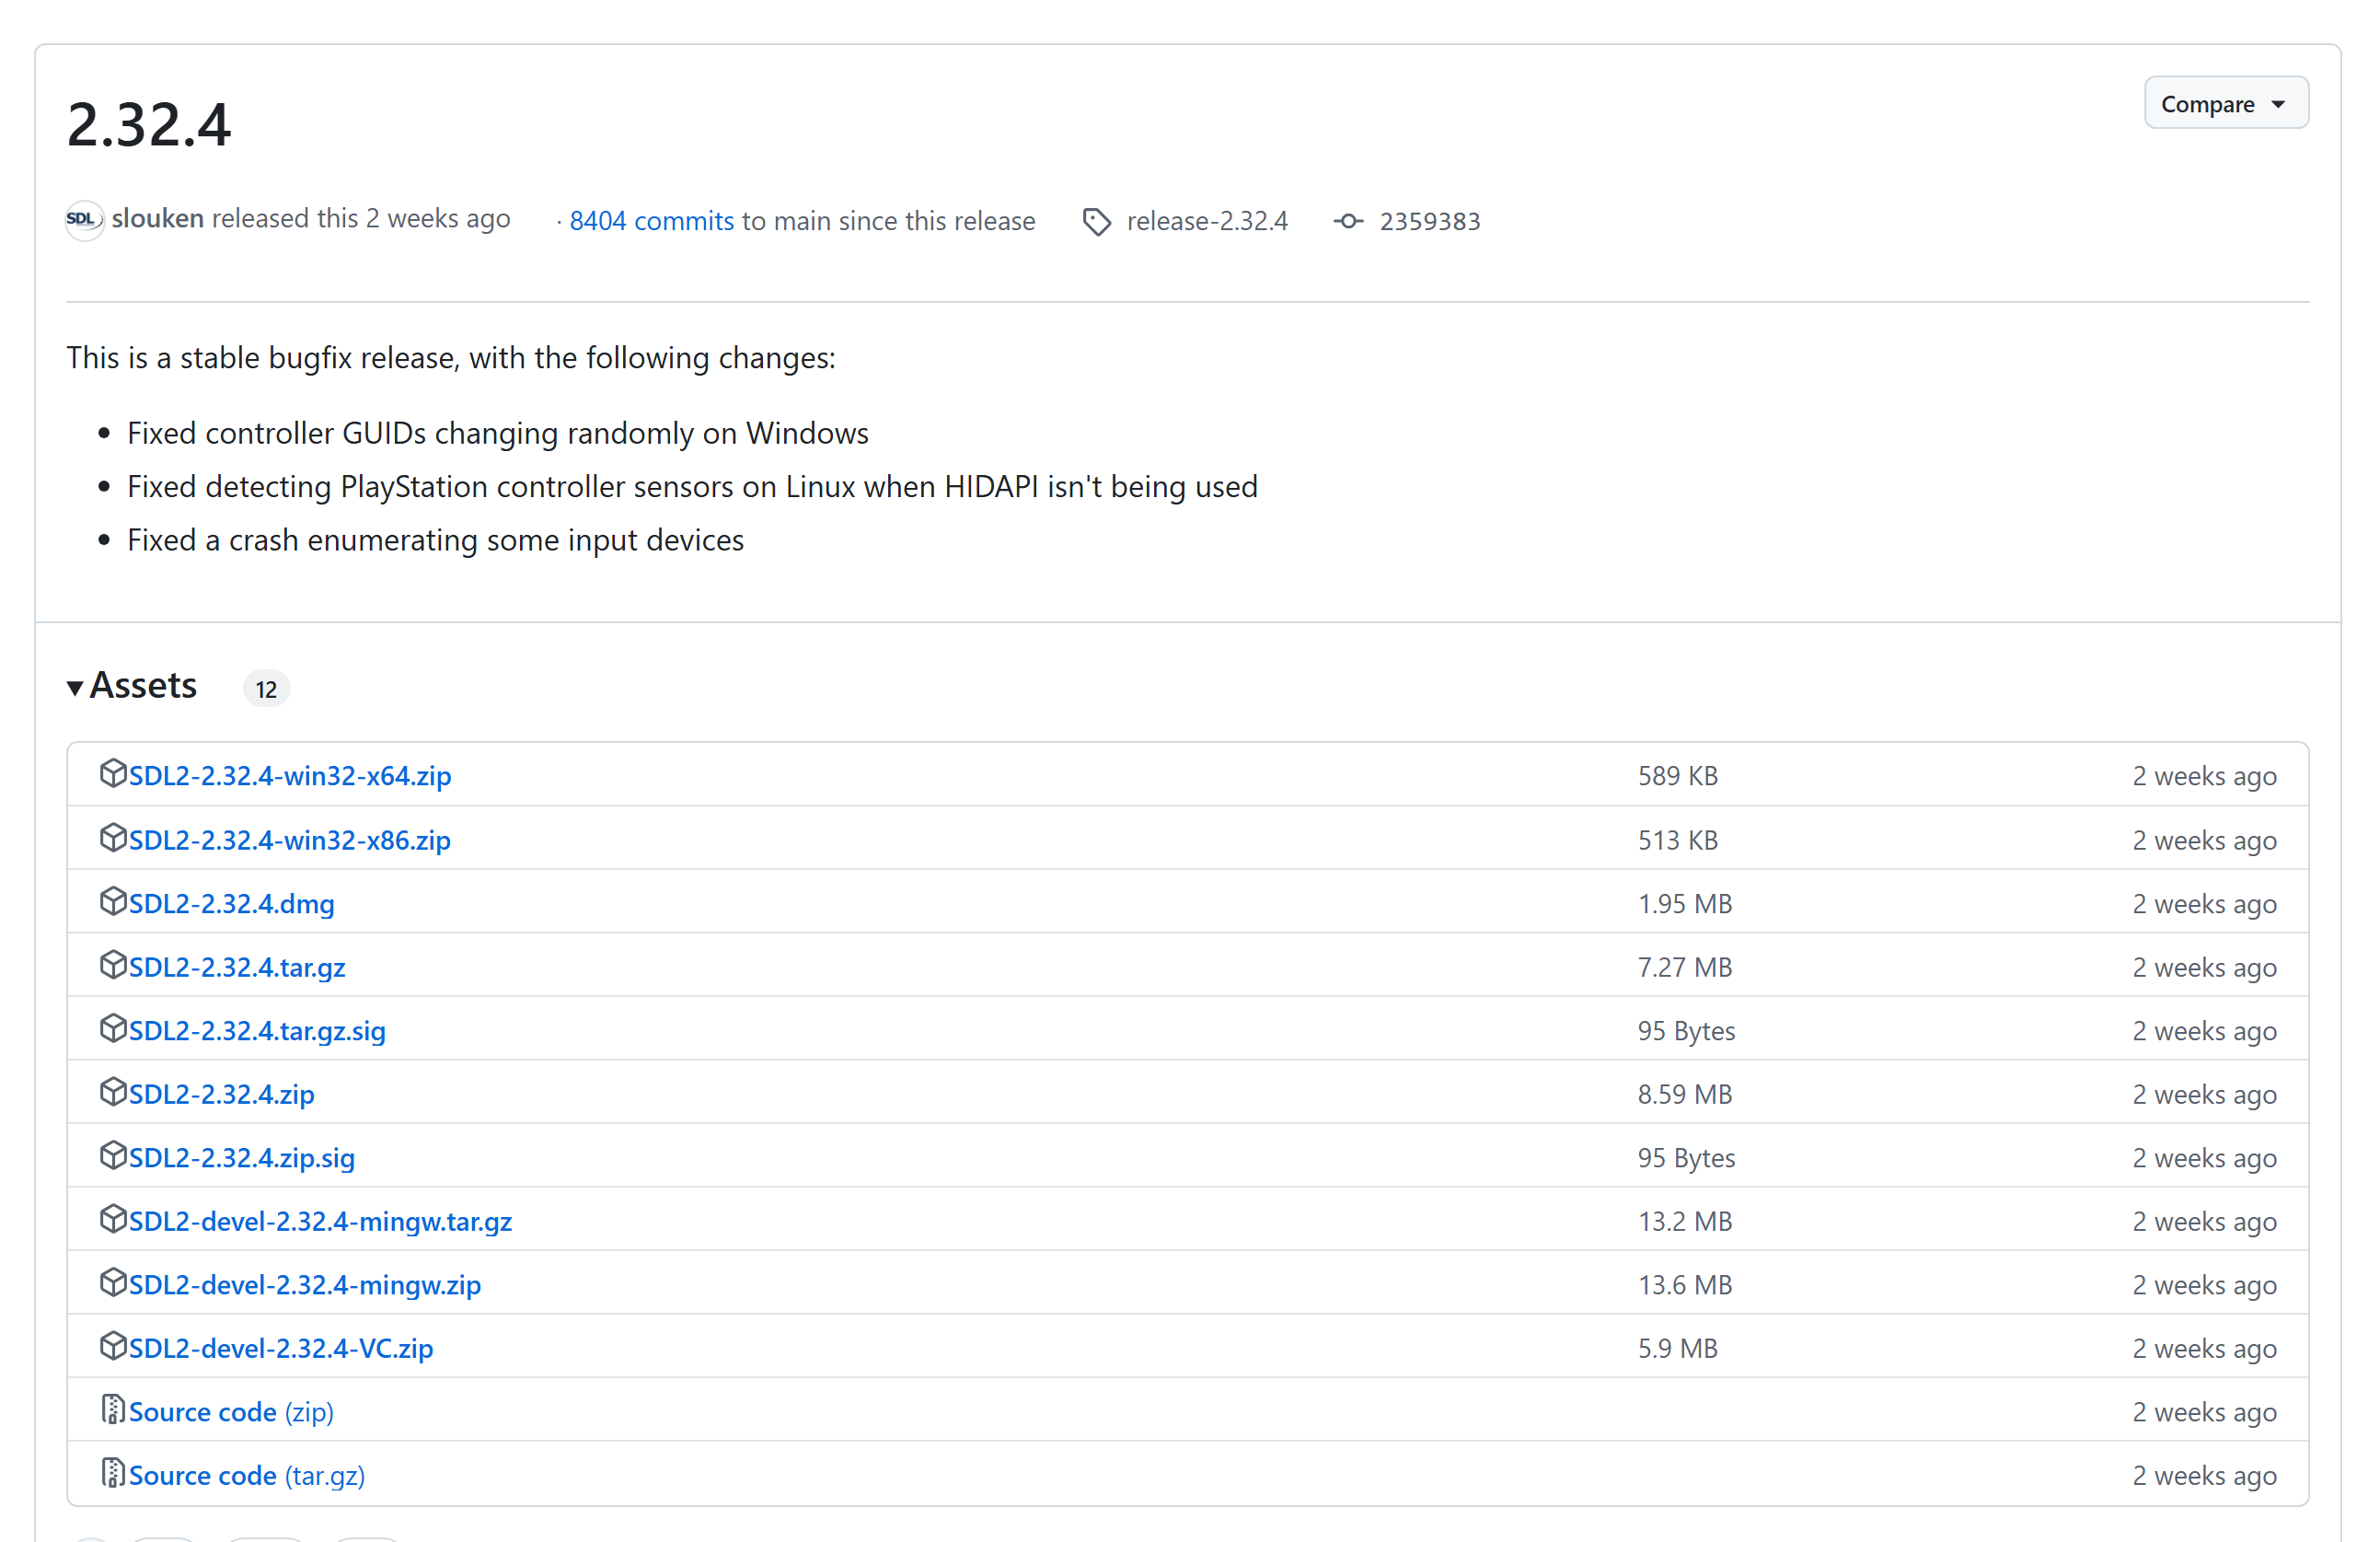 2.32.4
Compare
SDL slouken released this 2 weeks ago · 8404 commits to main since this release release-2.32.4 2359383
This is a stable bugfix release, with the following changes:
• Fixed controller GUIDs changing randomly on Windows
• Fixed detecting PlayStation controller sensors on Linux when HIDAPI isn't being used
• Fixed a crash enumerating some input devices
Assets 12
SDL2-2.32.4-win32-x64.zip 589 KB 2 weeks ago
SDL2-2.32.4-win32-x86.zip 513 KB 2 weeks ago
SDL2-2.32.4.dmg 1.95 MB 2 weeks ago
SDL2-2.32.4.tar.gz 7.27 MB 2 weeks ago
SDL2-2.32.4.tar.gz.sig 95 Bytes 2 weeks ago
SDL2-2.32.4.zip 8.59 MB 2 weeks ago
SDL2-2.32.4.zip.sig 95 Bytes 2 weeks ago
SDL2-devel-2.32.4-mingw.tar.gz 13.2 MB 2 weeks ago
SDL2-devel-2.32.4-mingw.zip 13.6 MB 2 weeks ago
SDL2-devel-2.32.4-VC.zip 5.9 MB 2 weeks ago
Source code (zip) 2 weeks ago
Source code (tar.gz) 2 weeks ago